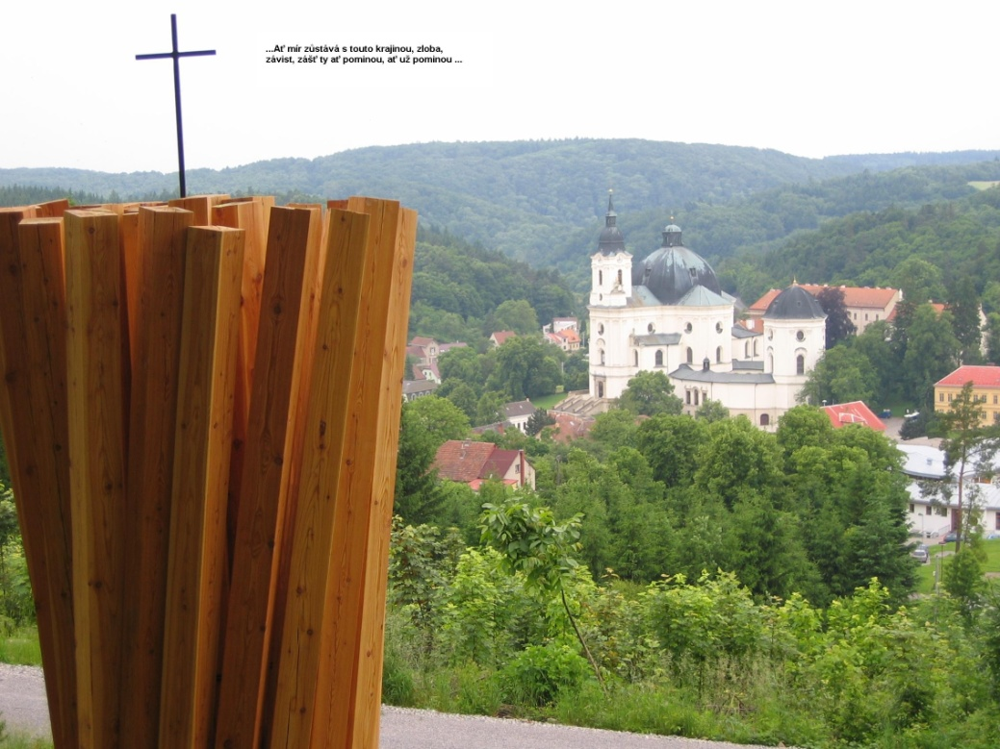 ...Ať mír zůstává s touto krajinou, zloba,
závist, zášť ty ať pominou, ať už pominou ...